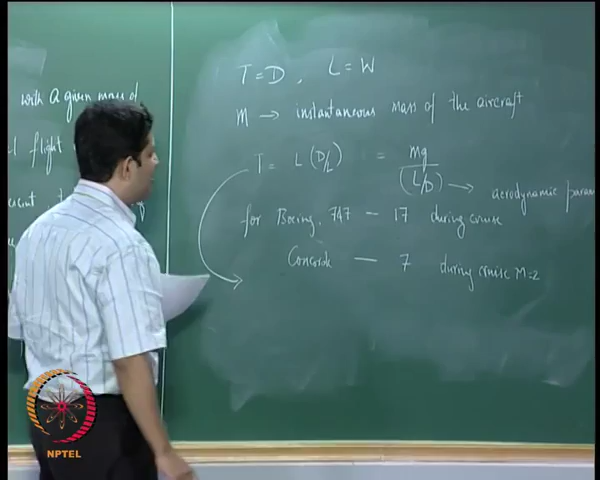 with a given mass of
flight
T = D , L = W
m → instantaneous mass of the aircraft
T = L (D/L) = mg / (L/D) → aerodynamic param
for Boeing. 747 — 17 during cruise
Concorde — 7 during cruise M=2
NPTEL